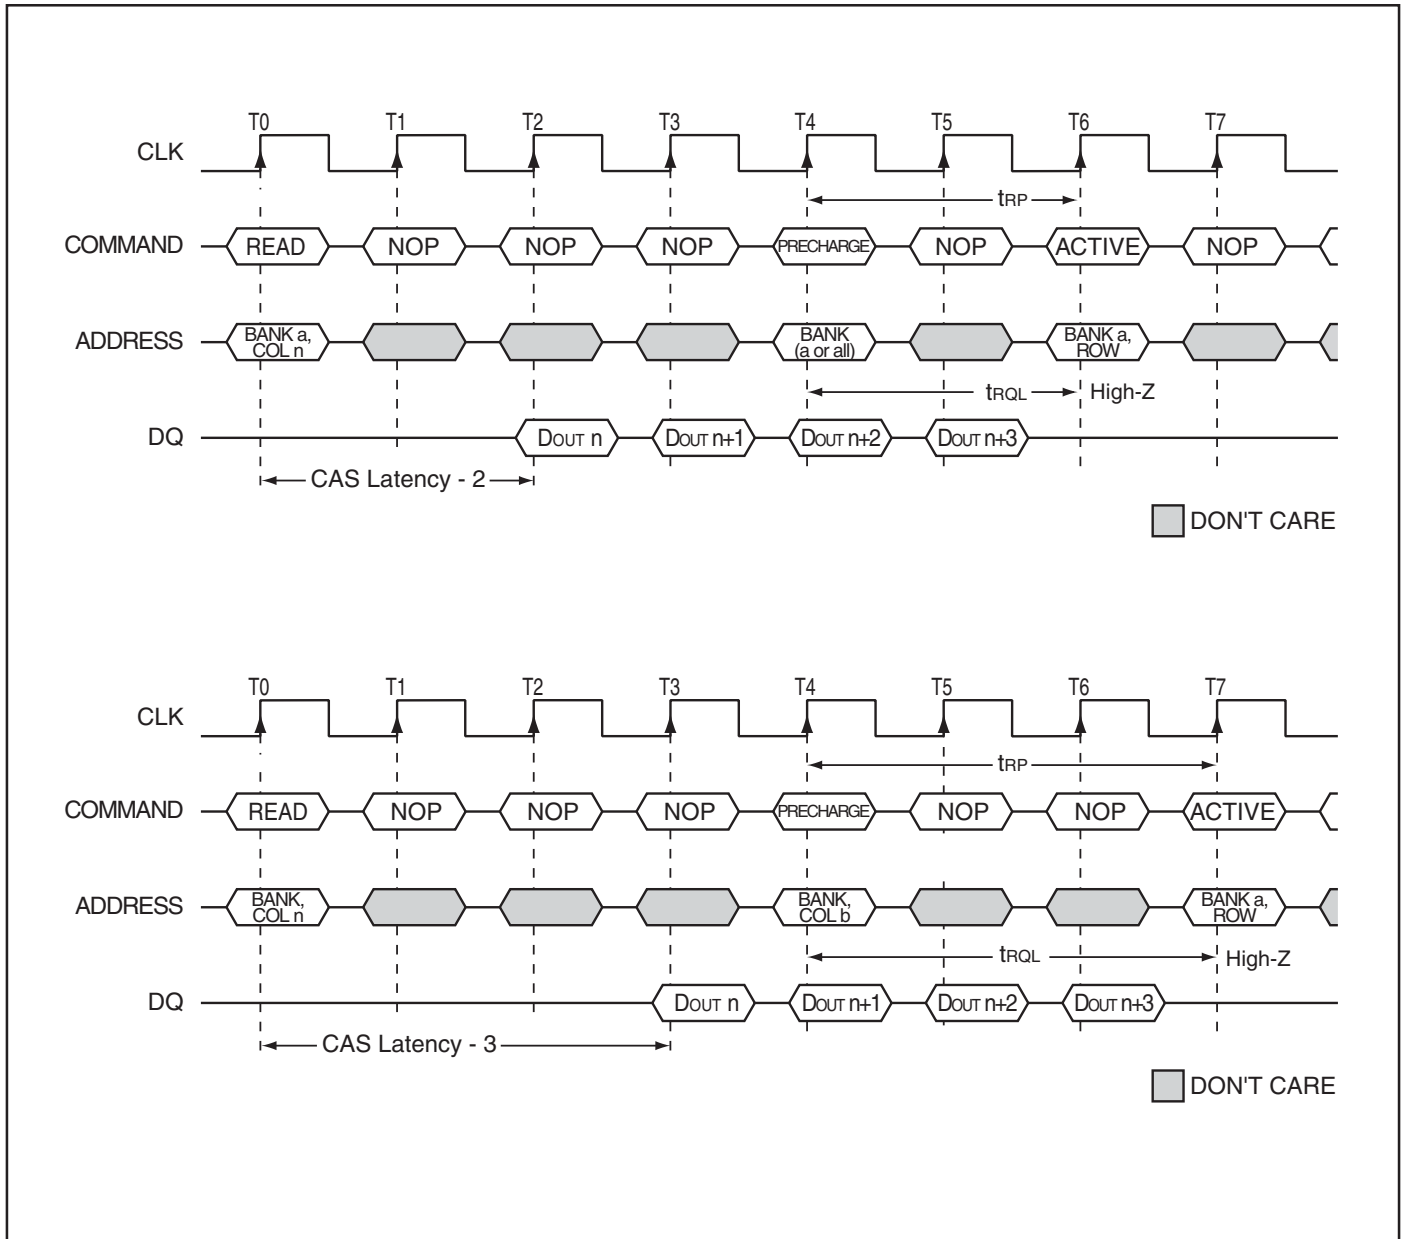 T0 T1 T2 T3 T4 T5 T6 T7
CLK
tRP
COMMAND READ NOP NOP NOP PRECHARGE NOP ACTIVE NOP
ADDRESS BANK a, COL n BANK (a or all) BANK a, ROW
tRQL High-Z
DQ DOUT n DOUT n+1 DOUT n+2 DOUT n+3
CAS Latency - 2
DON'T CARE
T0 T1 T2 T3 T4 T5 T6 T7
CLK
tRP
COMMAND READ NOP NOP NOP PRECHARGE NOP NOP ACTIVE
ADDRESS BANK, COL n BANK, COL b BANK a, ROW
tRQL High-Z
DQ DOUT n DOUT n+1 DOUT n+2 DOUT n+3
CAS Latency - 3
DON'T CARE